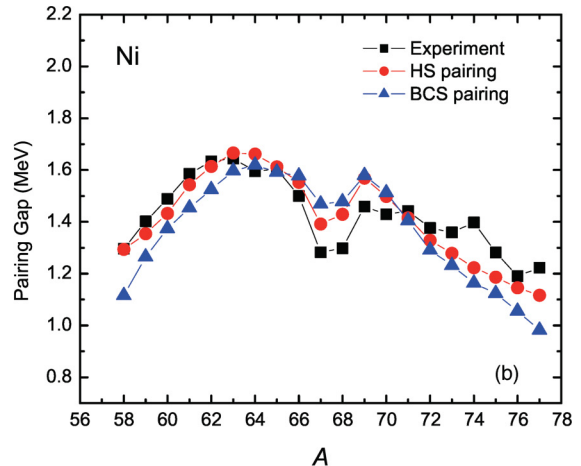 2.2
2.0
1.8
1.6
1.4
1.2
1.0
0.8
Pairing Gap (MeV)
Ni
Experiment
HS pairing
BCS pairing
(b)
56 58 60 62 64 66 68 70 72 74 76 78
A